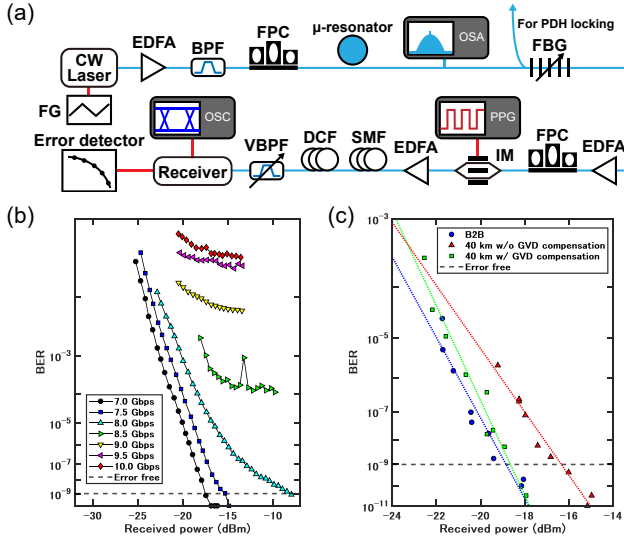 (a)
For PDH locking
EDFA
BPF
FPC
μ-resonator
OSA
FBG
CW
Laser
FG
Error detector
OSC
Receiver
VBPF
DCF
SMF
EDFA
PPG
IM
FPC
EDFA
(b)
BER
10⁻³
10⁻⁵
10⁻⁷
10⁻⁹
7.0 Gbps
7.5 Gbps
8.0 Gbps
8.5 Gbps
9.0 Gbps
9.5 Gbps
10.0 Gbps
Error free
−30 −25 −20 −15 −10
Received power (dBm)
(c)
BER
10⁻³
10⁻⁵
10⁻⁷
10⁻⁹
10⁻¹¹
B2B
40 km w/o GVD compensation
40 km w/ GVD compensation
Error free
−24 −22 −20 −18 −16 −14
Received power (dBm)